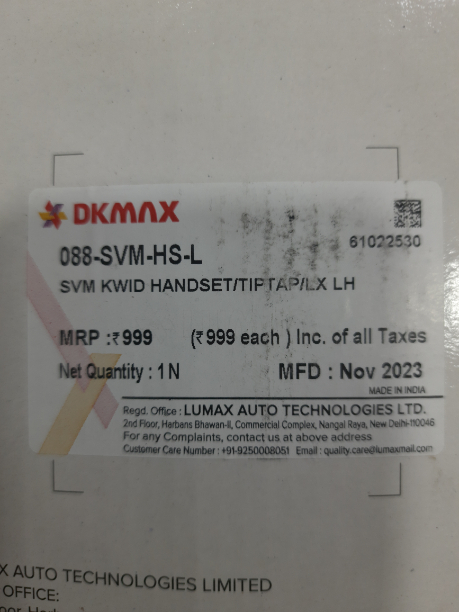 DKMAX
61022530
088-SVM-HS-L
SVM KWID HANDSET/TIPTAP/LX LH
MRP :₹999 (₹999 each ) Inc. of all Taxes
Net Quantity : 1 N MFD : Nov 2023
MADE IN INDIA
Regd. Office : LUMAX AUTO TECHNOLOGIES LTD.
2nd Floor, Harbans Bhawan-II, Commercial Complex, Nangal Raya, New Delhi-110046
For any Complaints, contact us at above address
Customer Care Number : +91-9250008051 Email : quality.care@lumaxmail.com
X AUTO TECHNOLOGIES LIMITED
OFFICE: